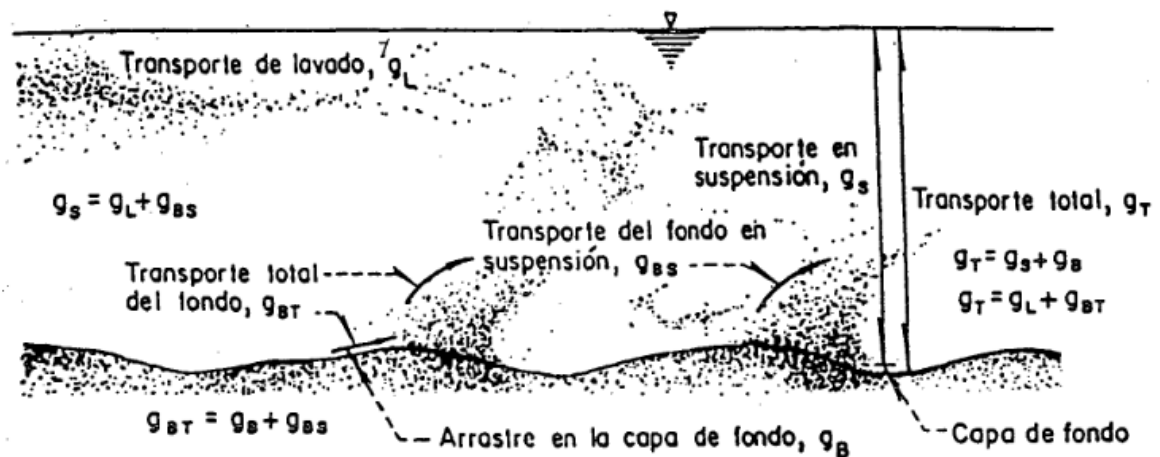 Transporte de lavado, g_L
g_S = g_L + g_BS
Transporte en
suspensión, g_S
Transporte total, g_T
Transporte total
del fondo, g_BT
Transporte del fondo en
suspensión, g_BS
g_T = g_S + g_B
g_T = g_L + g_BT
g_BT = g_B + g_BS
Arrastre en la capa de fondo, g_B
Capa de fondo